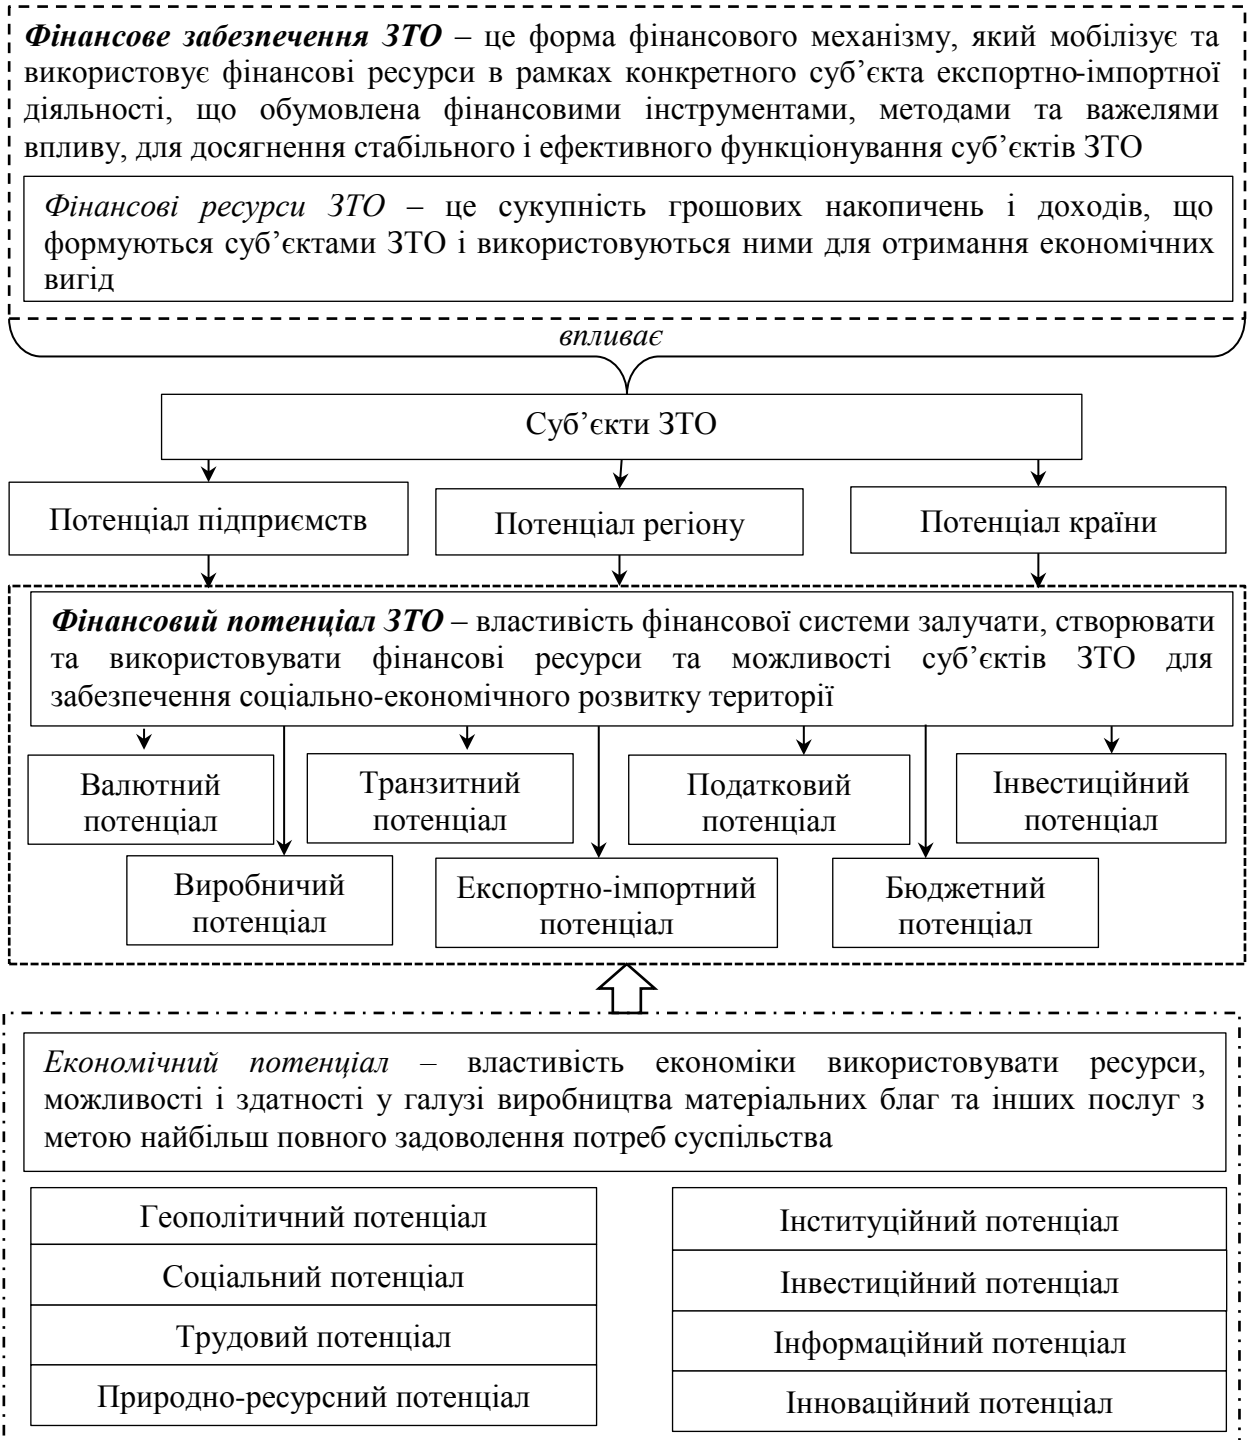 Фінансове забезпечення ЗТО – це форма фінансового механізму, який мобілізує та
використовує фінансові ресурси в рамках конкретного суб’єкта експортно-імпортної
діяльності, що обумовлена фінансовими інструментами, методами та важелями
впливу, для досягнення стабільного і ефективного функціонування суб’єктів ЗТО
Фінансові ресурси ЗТО – це сукупність грошових накопичень і доходів, що
формуються суб’єктами ЗТО і використовуються ними для отримання економічних
вигід
впливає
Суб’єкти ЗТО
Потенціал підприємств
Потенціал регіону
Потенціал країни
Фінансовий потенціал ЗТО – властивість фінансової системи залучати, створювати
та використовувати фінансові ресурси та можливості суб’єктів ЗТО для
забезпечення соціально-економічного розвитку території
Валютний
потенціал
Транзитний
потенціал
Податковий
потенціал
Інвестиційний
потенціал
Виробничий
потенціал
Експортно-імпортний
потенціал
Бюджетний
потенціал
Економічний потенціал – властивість економіки використовувати ресурси,
можливості і здатності у галузі виробництва матеріальних благ та інших послуг з
метою найбільш повного задоволення потреб суспільства
Геополітичний потенціал
Соціальний потенціал
Трудовий потенціал
Природно-ресурсний потенціал
Інституційний потенціал
Інвестиційний потенціал
Інформаційний потенціал
Інноваційний потенціал